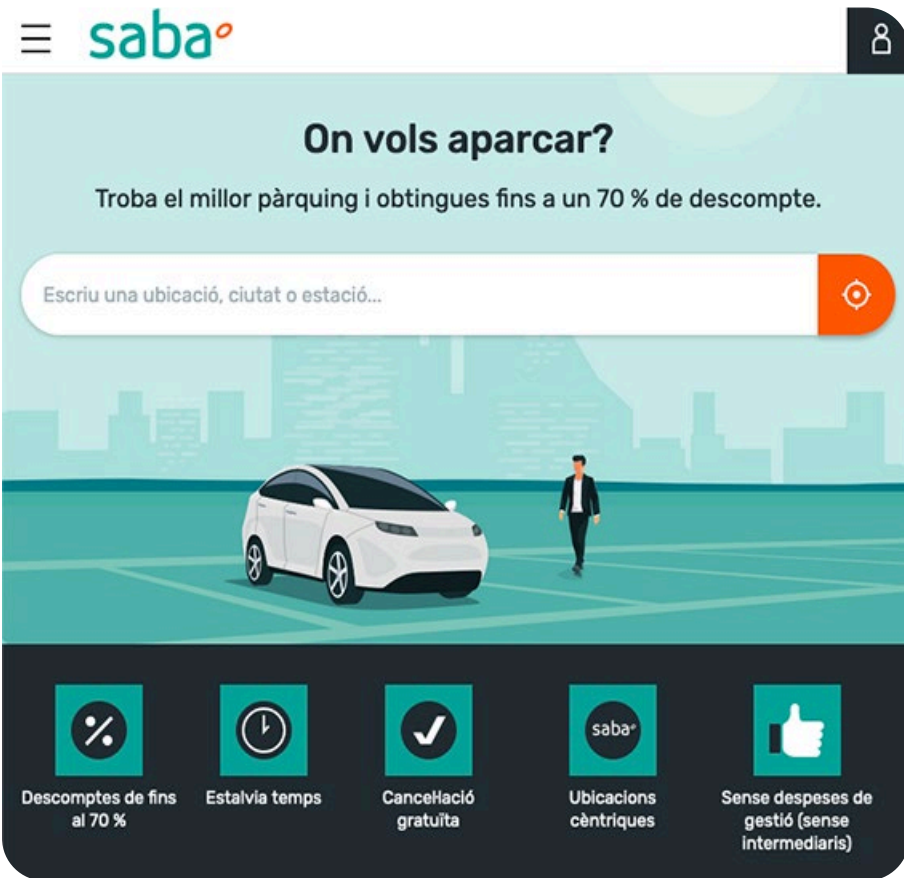 saba
On vols aparcar?
Troba el millor pàrquing i obtingues fins a un 70 % de descompte.
Escriu una ubicació, ciutat o estació...
saba
Descomptes de fins
al 70 %
Estalvia temps
Cancel·lació
gratuïta
Ubicacions
cèntriques
Sense despeses de
gestió (sense
intermediaris)